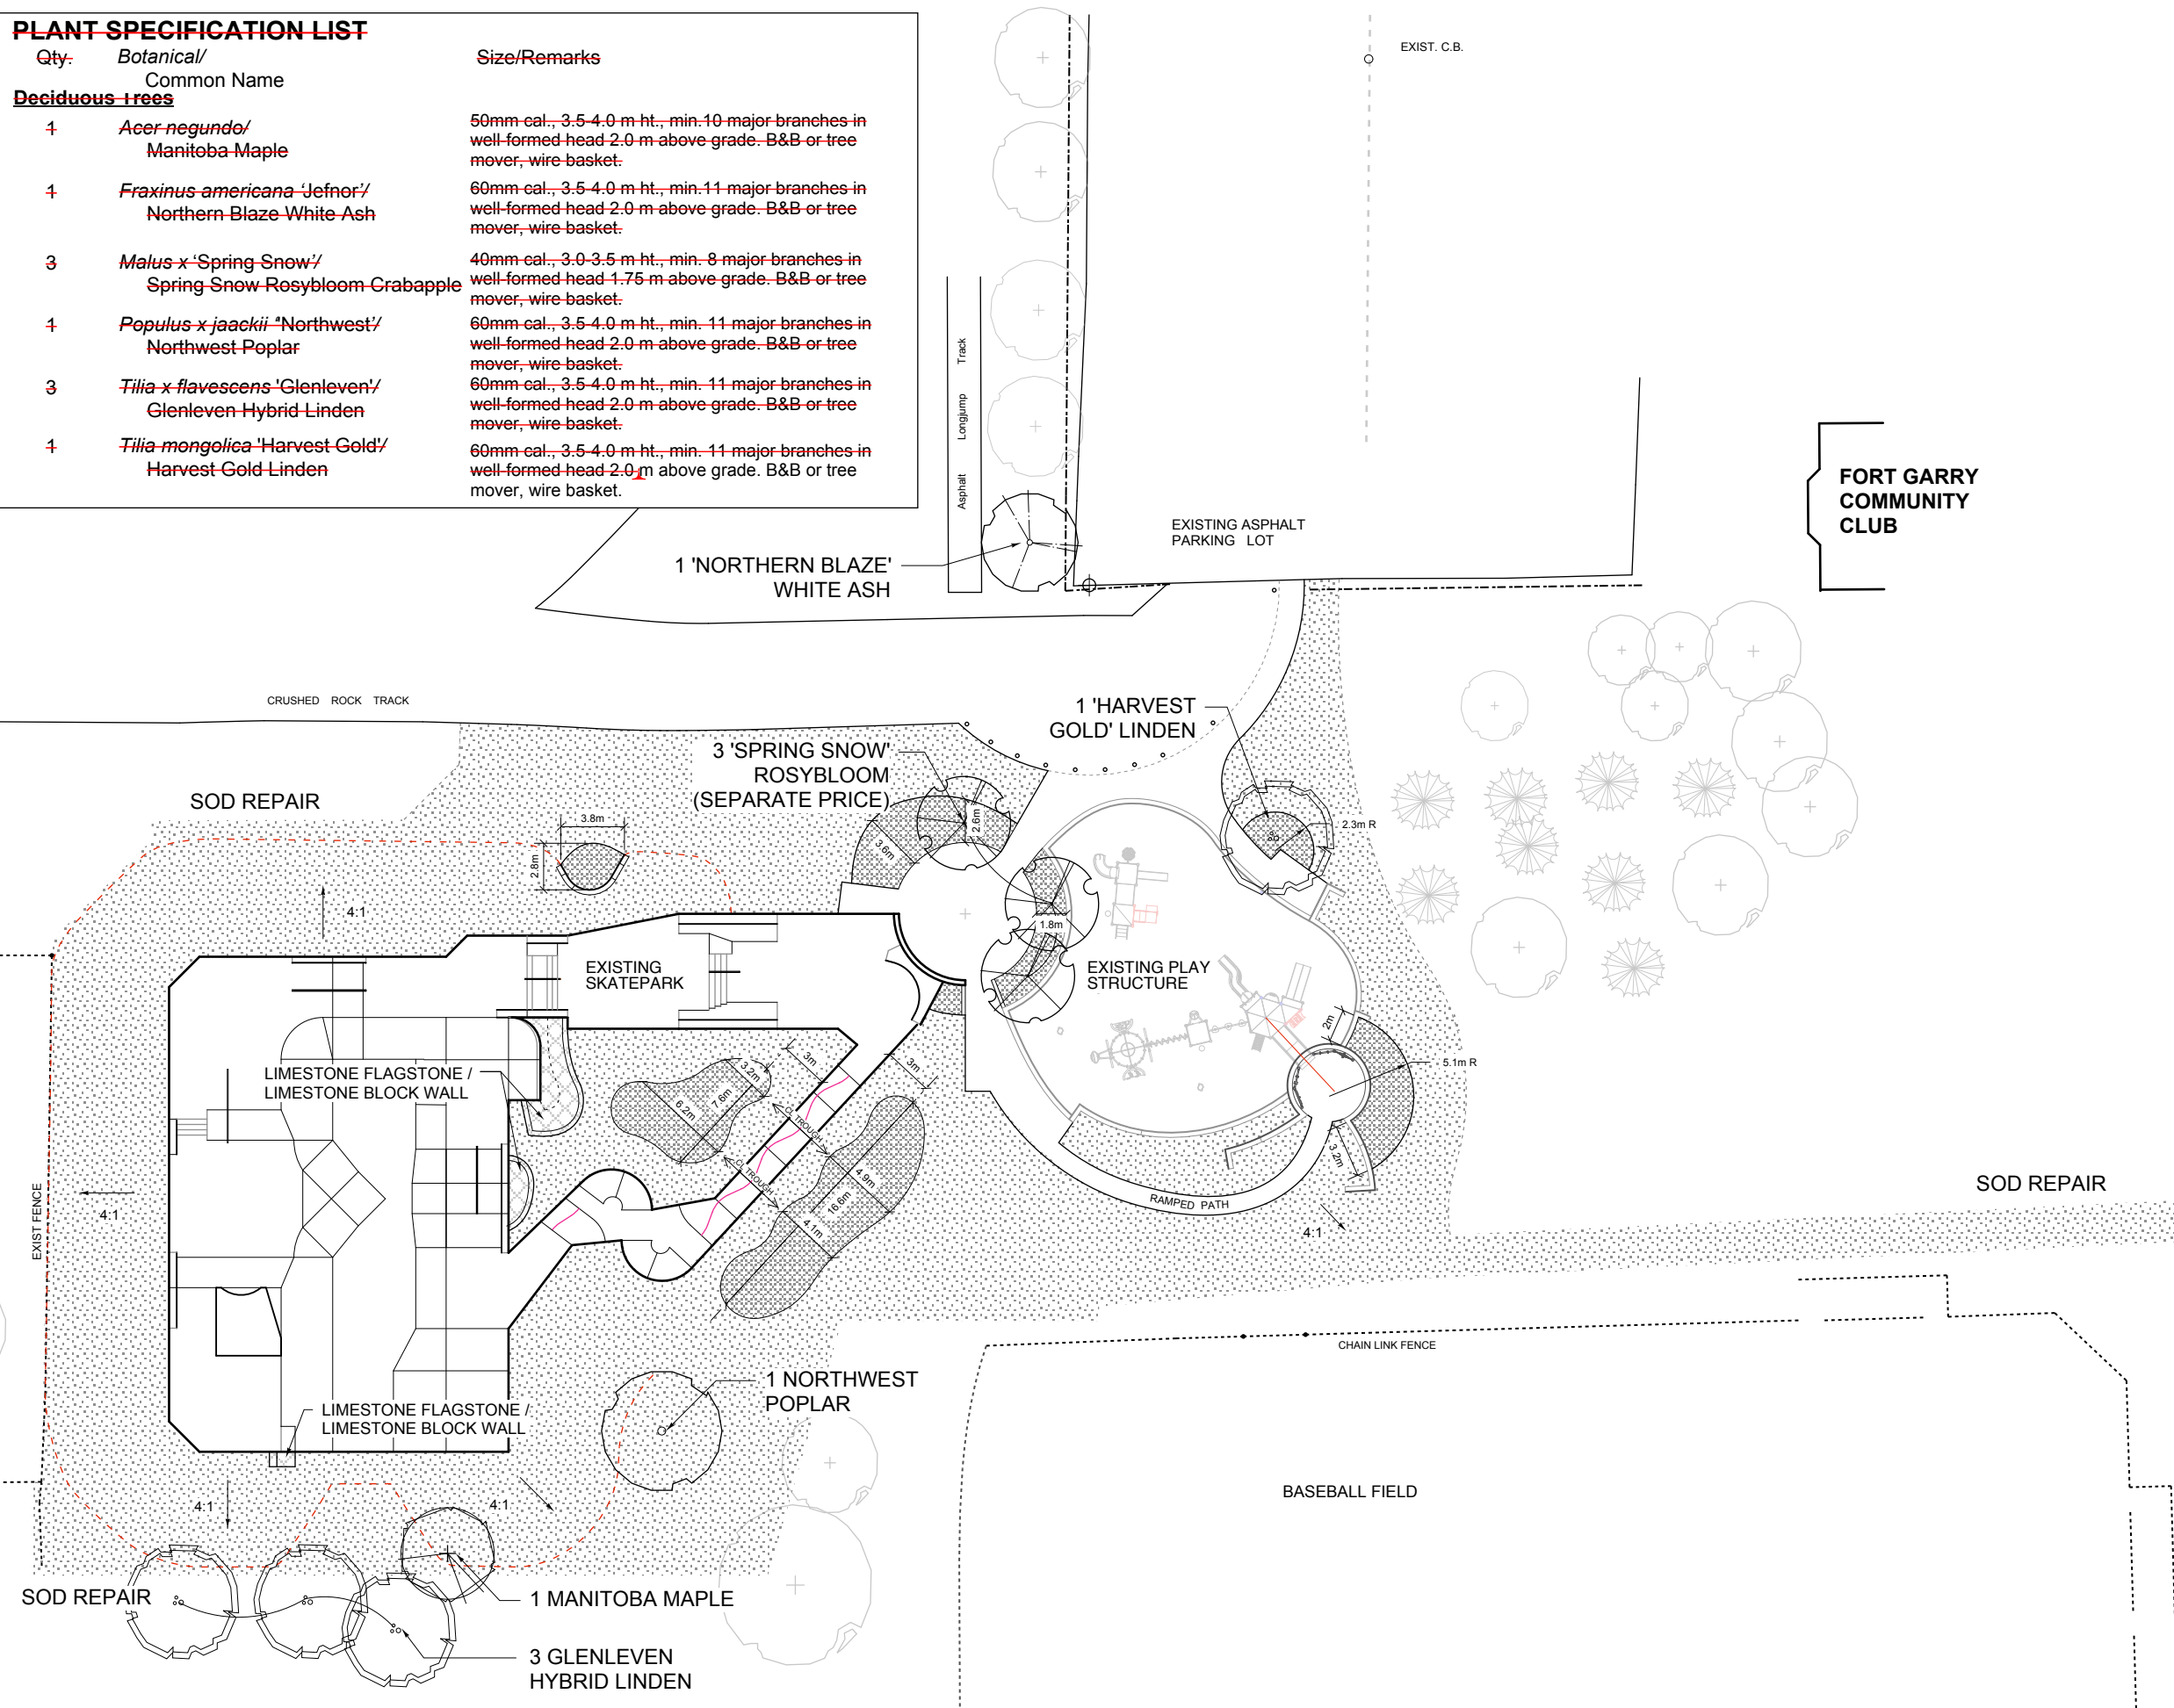 PLANT SPECIFICATION LIST
Qty. Botanical/ Size/Remarks
Common Name
Deciduous Trees
1 Acer negundo/ 50mm cal., 3.5-4.0 m ht., min.10 major branches in
Manitoba Maple well-formed head 2.0 m above grade. B&B or tree
mover, wire basket.
1 Fraxinus americana 'Jefnor'/ 60mm cal., 3.5-4.0 m ht., min.11 major branches in
Northern Blaze White Ash well-formed head 2.0 m above grade. B&B or tree
mover, wire basket.
3 Malus x 'Spring Snow'/ 40mm cal., 3.0-3.5 m ht., min. 8 major branches in
Spring Snow Rosybloom Crabapple well-formed head 1.75 m above grade. B&B or tree
mover, wire basket.
1 Populus x jaackii "Northwest'/ 60mm cal., 3.5-4.0 m ht., min. 11 major branches in
Northwest Poplar well-formed head 2.0 m above grade. B&B or tree
mover, wire basket.
3 Tilia x flavescens 'Glenleven'/ 60mm cal., 3.5-4.0 m ht., min. 11 major branches in
Glenleven Hybrid Linden well-formed head 2.0 m above grade. B&B or tree
mover, wire basket.
1 Tilia mongolica 'Harvest Gold'/ 60mm cal., 3.5-4.0 m ht., min. 11 major branches in
Harvest Gold Linden well-formed head 2.0 m above grade. B&B or tree
mover, wire basket.
EXIST. C.B.
Asphalt Longjump Track
FORT GARRY
COMMUNITY
CLUB
EXISTING ASPHALT
PARKING LOT
1 'NORTHERN BLAZE'
WHITE ASH
CRUSHED ROCK TRACK
1 'HARVEST
GOLD' LINDEN
3 'SPRING SNOW'
ROSYBLOOM
(SEPARATE PRICE)
SOD REPAIR
3.8m
2.8m
3.6m
2.6m
2.3m R
1.8m
4:1
EXISTING
SKATEPARK
EXISTING PLAY
STRUCTURE
2m
5.1m R
3.2m
LIMESTONE FLAGSTONE /
LIMESTONE BLOCK WALL
3m
3m
3.2m
7.6m
6.2m
CL TROUGH
CL TROUGH
4.9m
16.6m
4.1m
RAMPED PATH
4:1
EXIST FENCE
4:1
SOD REPAIR
CHAIN LINK FENCE
1 NORTHWEST
POPLAR
LIMESTONE FLAGSTONE /
LIMESTONE BLOCK WALL
BASEBALL FIELD
4:1
4:1
SOD REPAIR
1 MANITOBA MAPLE
3 GLENLEVEN
HYBRID LINDEN